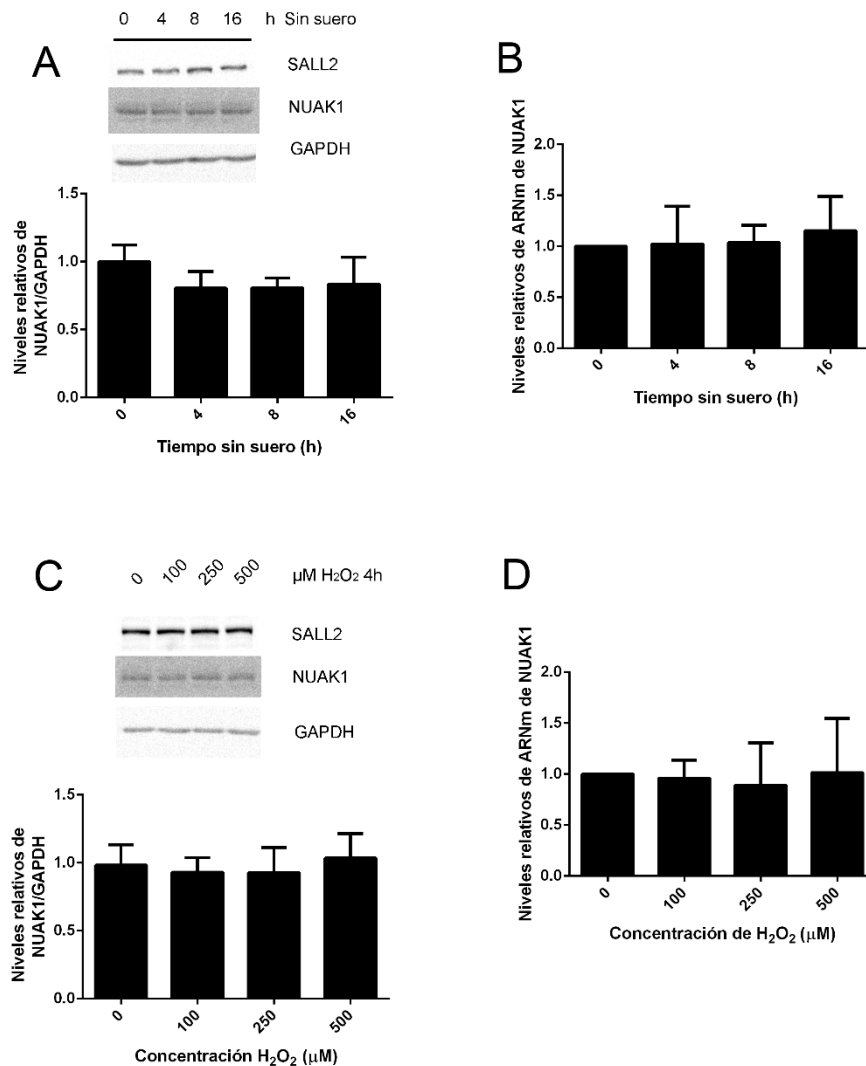 0 4 8 16 h Sin suero
A
SALL2
NUAK1
GAPDH
Niveles relativos de
NUAK1/GAPDH
1.5
1.0
0.5
0.0
0 4 8 16
Tiempo sin suero (h)
B
Niveles relativos de ARNm de NUAK1
2.0
1.5
1.0
0.5
0.0
0 4 8 16
Tiempo sin suero (h)
C
0 100 250 500 µM H₂O₂ 4h
SALL2
NUAK1
GAPDH
Niveles relativos de
NUAK1/GAPDH
1.5
1.0
0.5
0.0
0 100 250 500
Concentración H₂O₂ (µM)
D
Niveles relativos de ARNm de NUAK1
2.0
1.5
1.0
0.5
0.0
0 100 250 500
Concentración de H₂O₂ (µM)